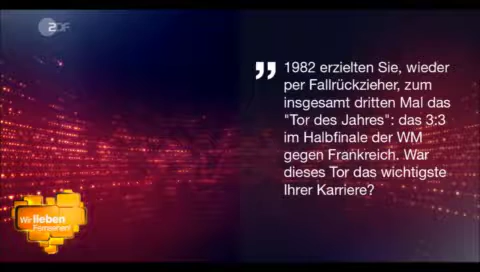 ZDF
1982 erzielten Sie, wieder
per Fallrückzieher, zum
insgesamt dritten Mal das
"Tor des Jahres": das 3:3
im Halbfinale der WM
gegen Frankreich. War
dieses Tor das wichtigste
Ihrer Karriere?
Wir lieben
Fernsehen!